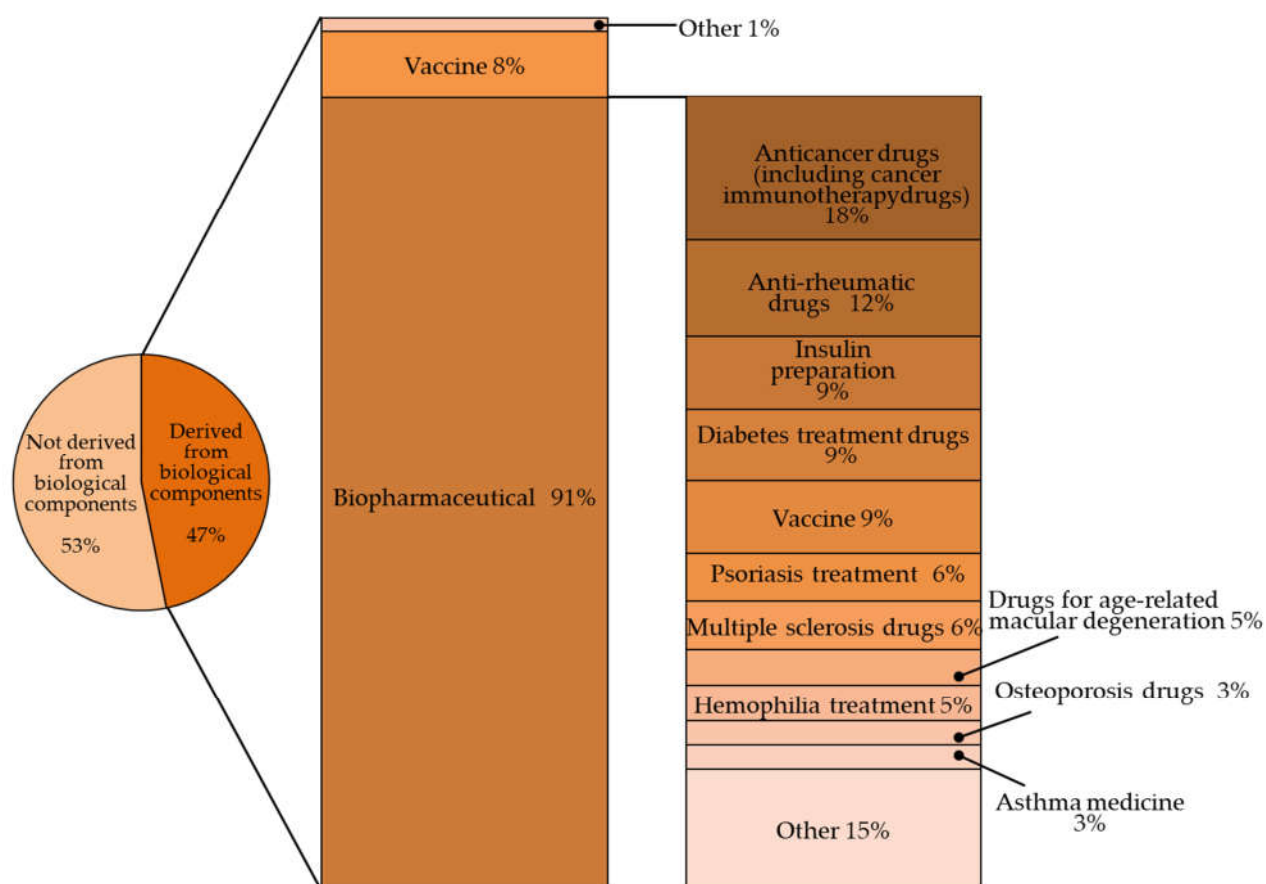 Other 1%
Vaccine 8%
Biopharmaceutical 91%
Not derived
from
biological
components
53%
Derived
from
biological
components
47%
Anticancer drugs
(including cancer
immunotherapydrugs)
18%
Anti-rheumatic
drugs 12%
Insulin
preparation
9%
Diabetes treatment drugs
9%
Vaccine 9%
Psoriasis treatment 6%
Multiple sclerosis drugs 6%
Drugs for age-related
macular degeneration 5%
Hemophilia treatment 5%
Osteoporosis drugs 3%
Asthma medicine
3%
Other 15%